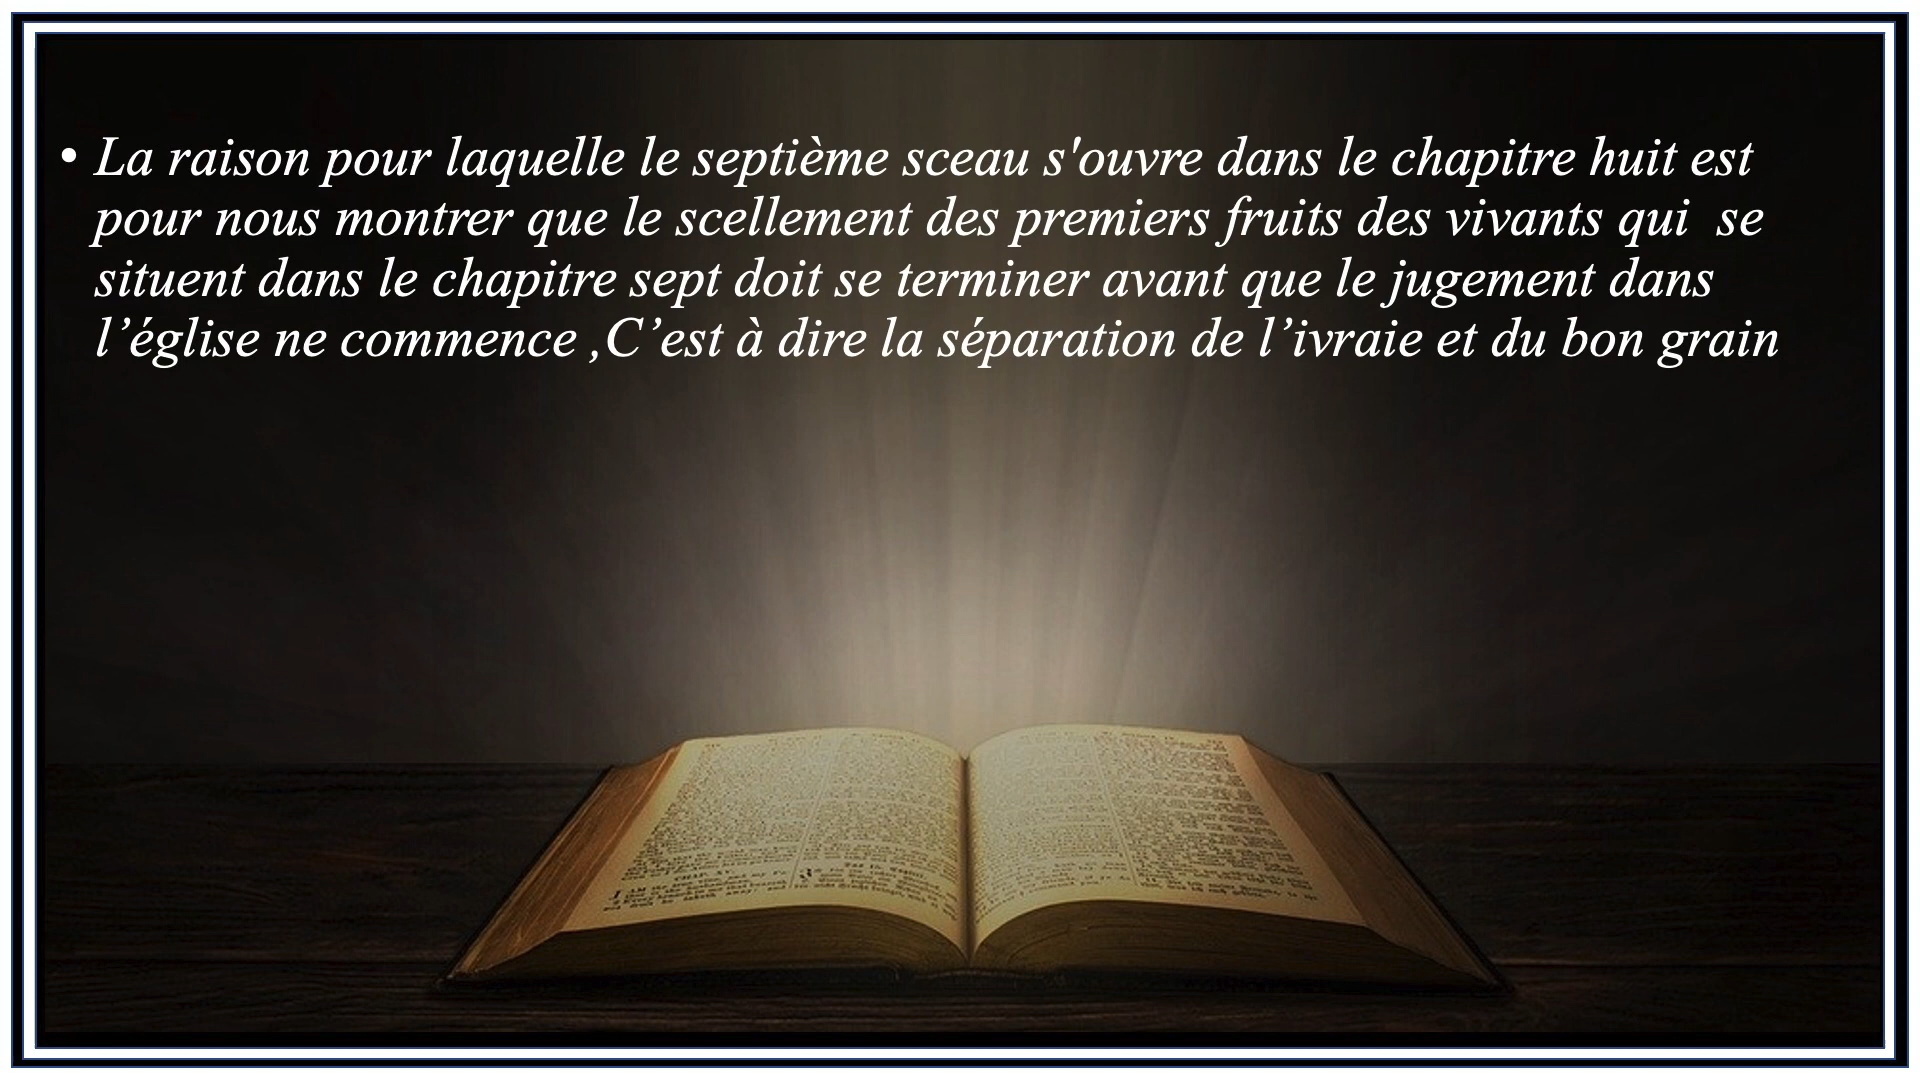 • La raison pour laquelle le septième sceau s'ouvre dans le chapitre huit est
pour nous montrer que le scellement des premiers fruits des vivants qui  se
situent dans le chapitre sept doit se terminer avant que le jugement dans
l’église ne commence ,C’est à dire la séparation de l’ivraie et du bon grain